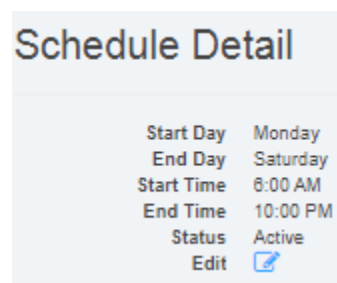 Schedule Detail
Start Day Monday
End Day Saturday
Start Time 6:00 AM
End Time 10:00 PM
Status Active
Edit